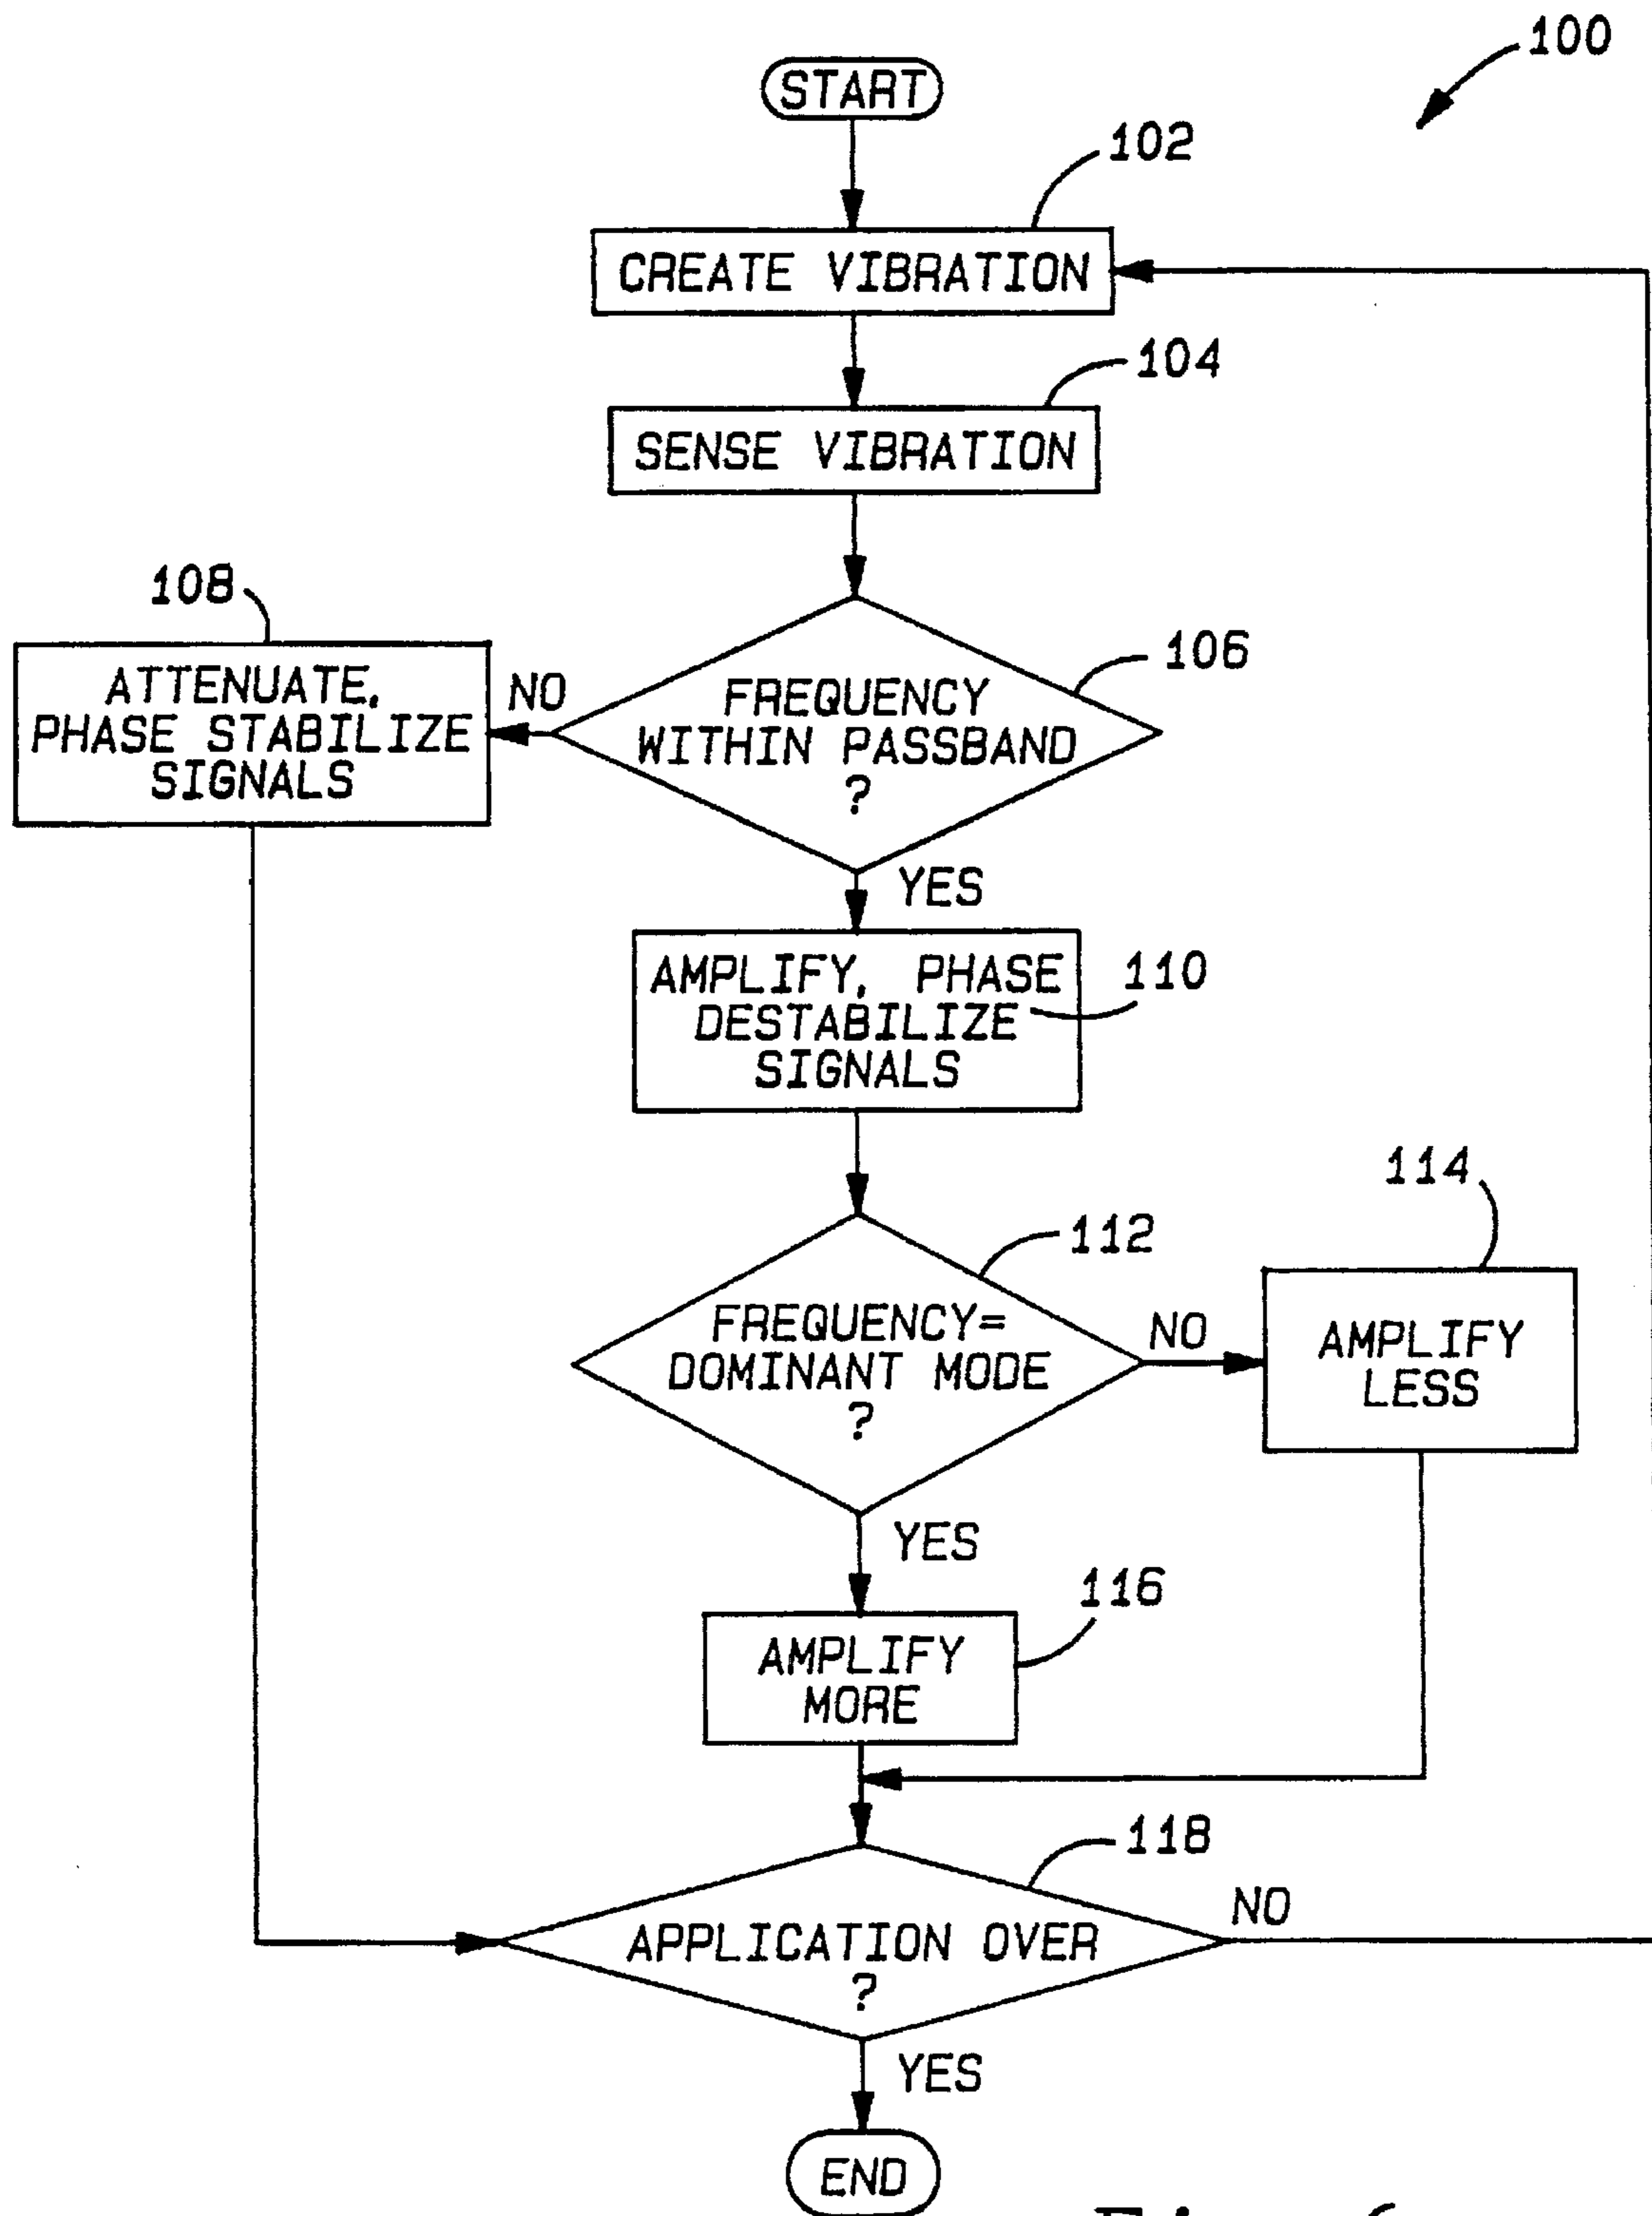 100
START
102
CREATE VIBRATION
104
SENSE VIBRATION
108
106
ATTENUATE,
PHASE STABILIZE
SIGNALS
NO
FREQUENCY
WITHIN PASSBAND
?
YES
AMPLIFY, PHASE
DESTABILIZE
SIGNALS
110
112
114
FREQUENCY=
DOMINANT MODE
?
NO
AMPLIFY
LESS
YES
116
AMPLIFY
MORE
118
APPLICATION OVER
?
NO
YES
END